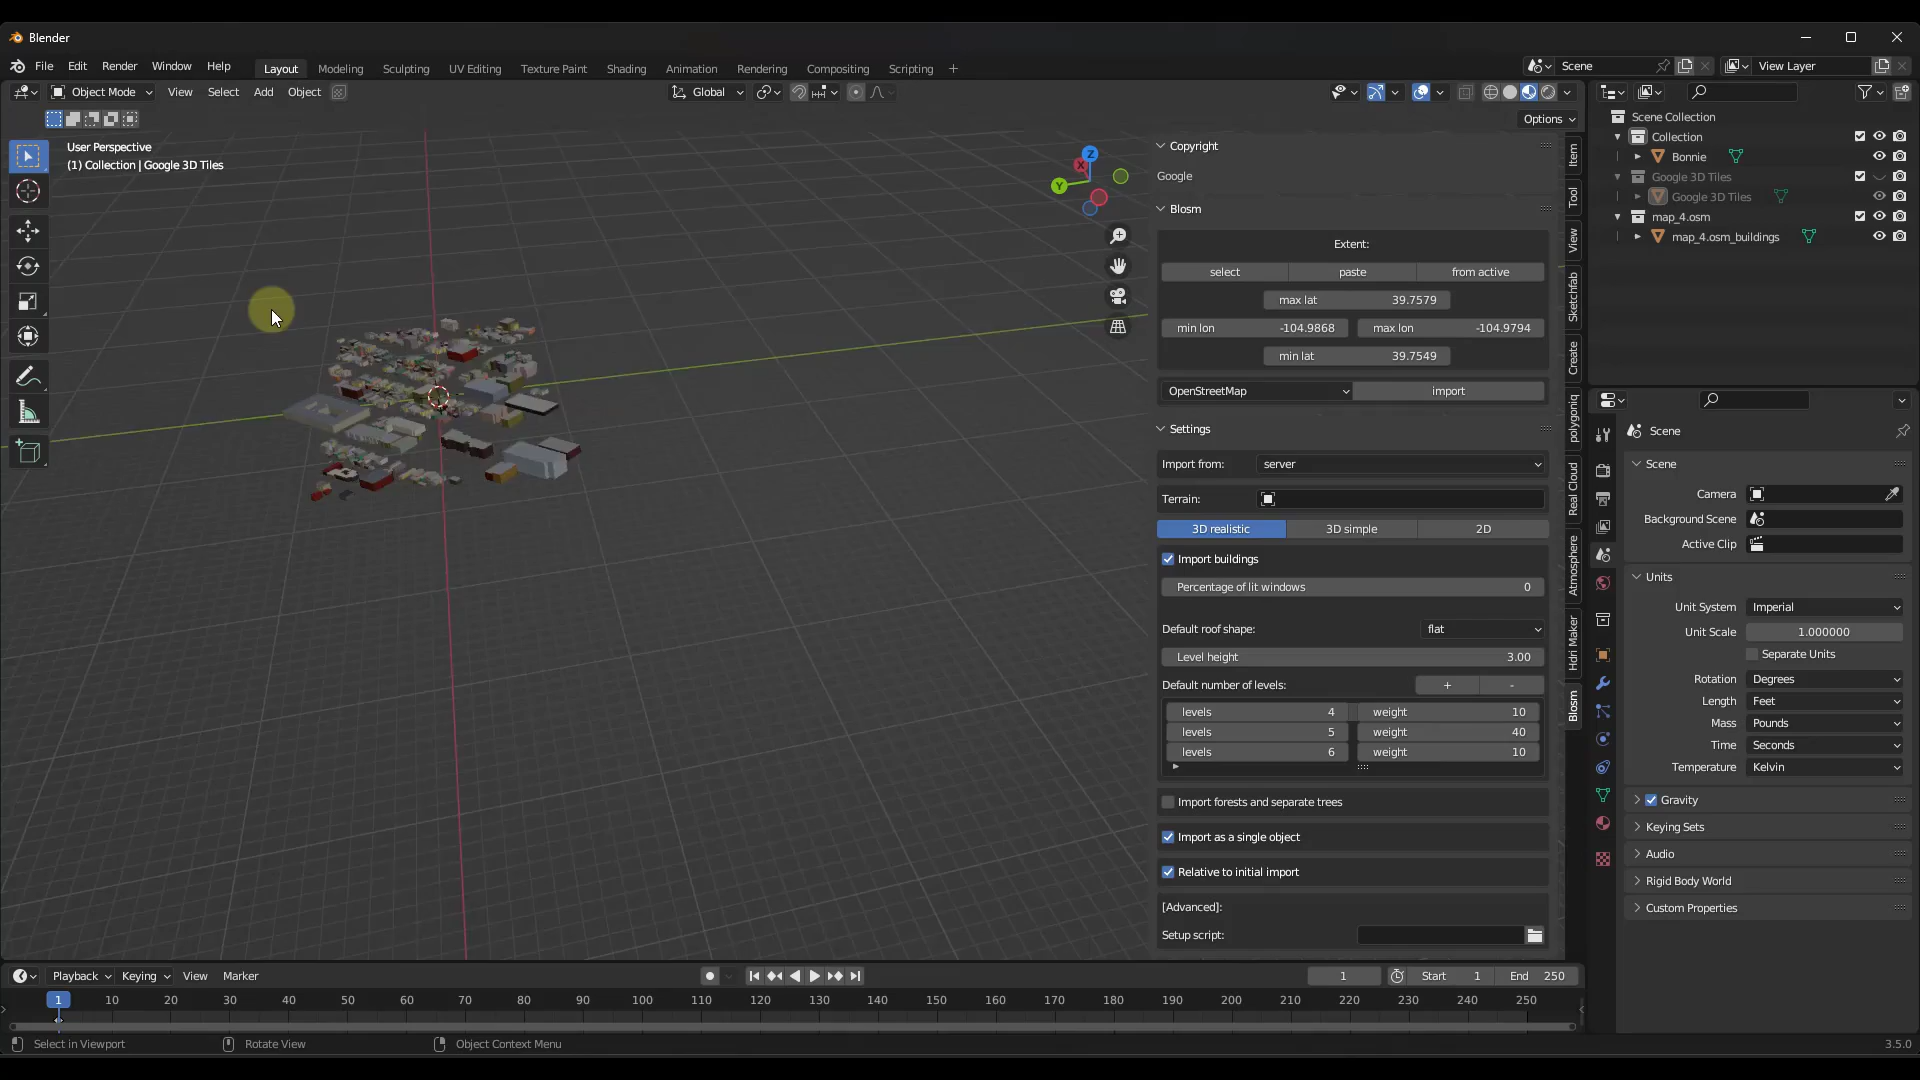 Blender
File Edit Render Window Help
Layout Modeling Sculpting UV Editing Texture Paint Shading Animation Rendering Compositing Scripting +
Scene
View Layer
Object Mode View Select Add Object
Global
Options
User Perspective
(1) Collection | Google 3D Tiles
Z
X
Y
Copyright
Google
Blosm
Extent:
select paste from active
max lat 39.7579
min lon -104.9868 max lon -104.9794
min lat 39.7549
OpenStreetMap import
Settings
Import from: server
Terrain:
3D realistic 3D simple 2D
Import buildings
Percentage of lit windows 0
Default roof shape: flat
Level height 3.00
Default number of levels: + -
levels 4 weight 10
levels 5 weight 40
levels 6 weight 10
Import forests and separate trees
Import as a single object
Relative to initial import
[Advanced]:
Setup script:
Item
Tool
View
Sketchfab
Create
polygoniq
Real Cloud
Atmosphere
Hdri Maker
Blosm
Scene Collection
Collection
Bonnie
Google 3D Tiles
Google 3D Tiles
map_4.osm
map_4.osm_buildings
Scene
Scene
Camera
Background Scene
Active Clip
Units
Unit System Imperial
Unit Scale 1.000000
Separate Units
Rotation Degrees
Length Feet
Mass Pounds
Time Seconds
Temperature Kelvin
Gravity
Keying Sets
Audio
Rigid Body World
Custom Properties
Playback Keying View Marker
1 Start 1 End 250
1 10 20 30 40 50 60 70 80 90 100 110 120 130 140 150 160 170 180 190 200 210 220 230 240 250
Select in Viewport Rotate View Object Context Menu
3.5.0